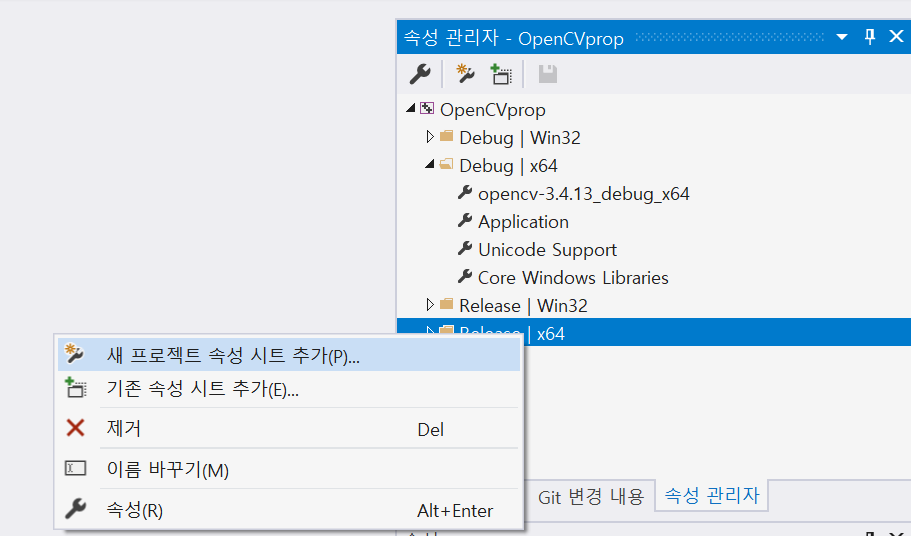 속성 관리자 - OpenCVprop
OpenCVprop
Debug | Win32
Debug | x64
opencv-3.4.13_debug_x64
Application
Unicode Support
Core Windows Libraries
Release | Win32
Release | x64
새 프로젝트 속성 시트 추가(P)...
기존 속성 시트 추가(E)...
제거 Del
이름 바꾸기(M)
속성(R) Alt+Enter
Git 변경 내용 속성 관리자